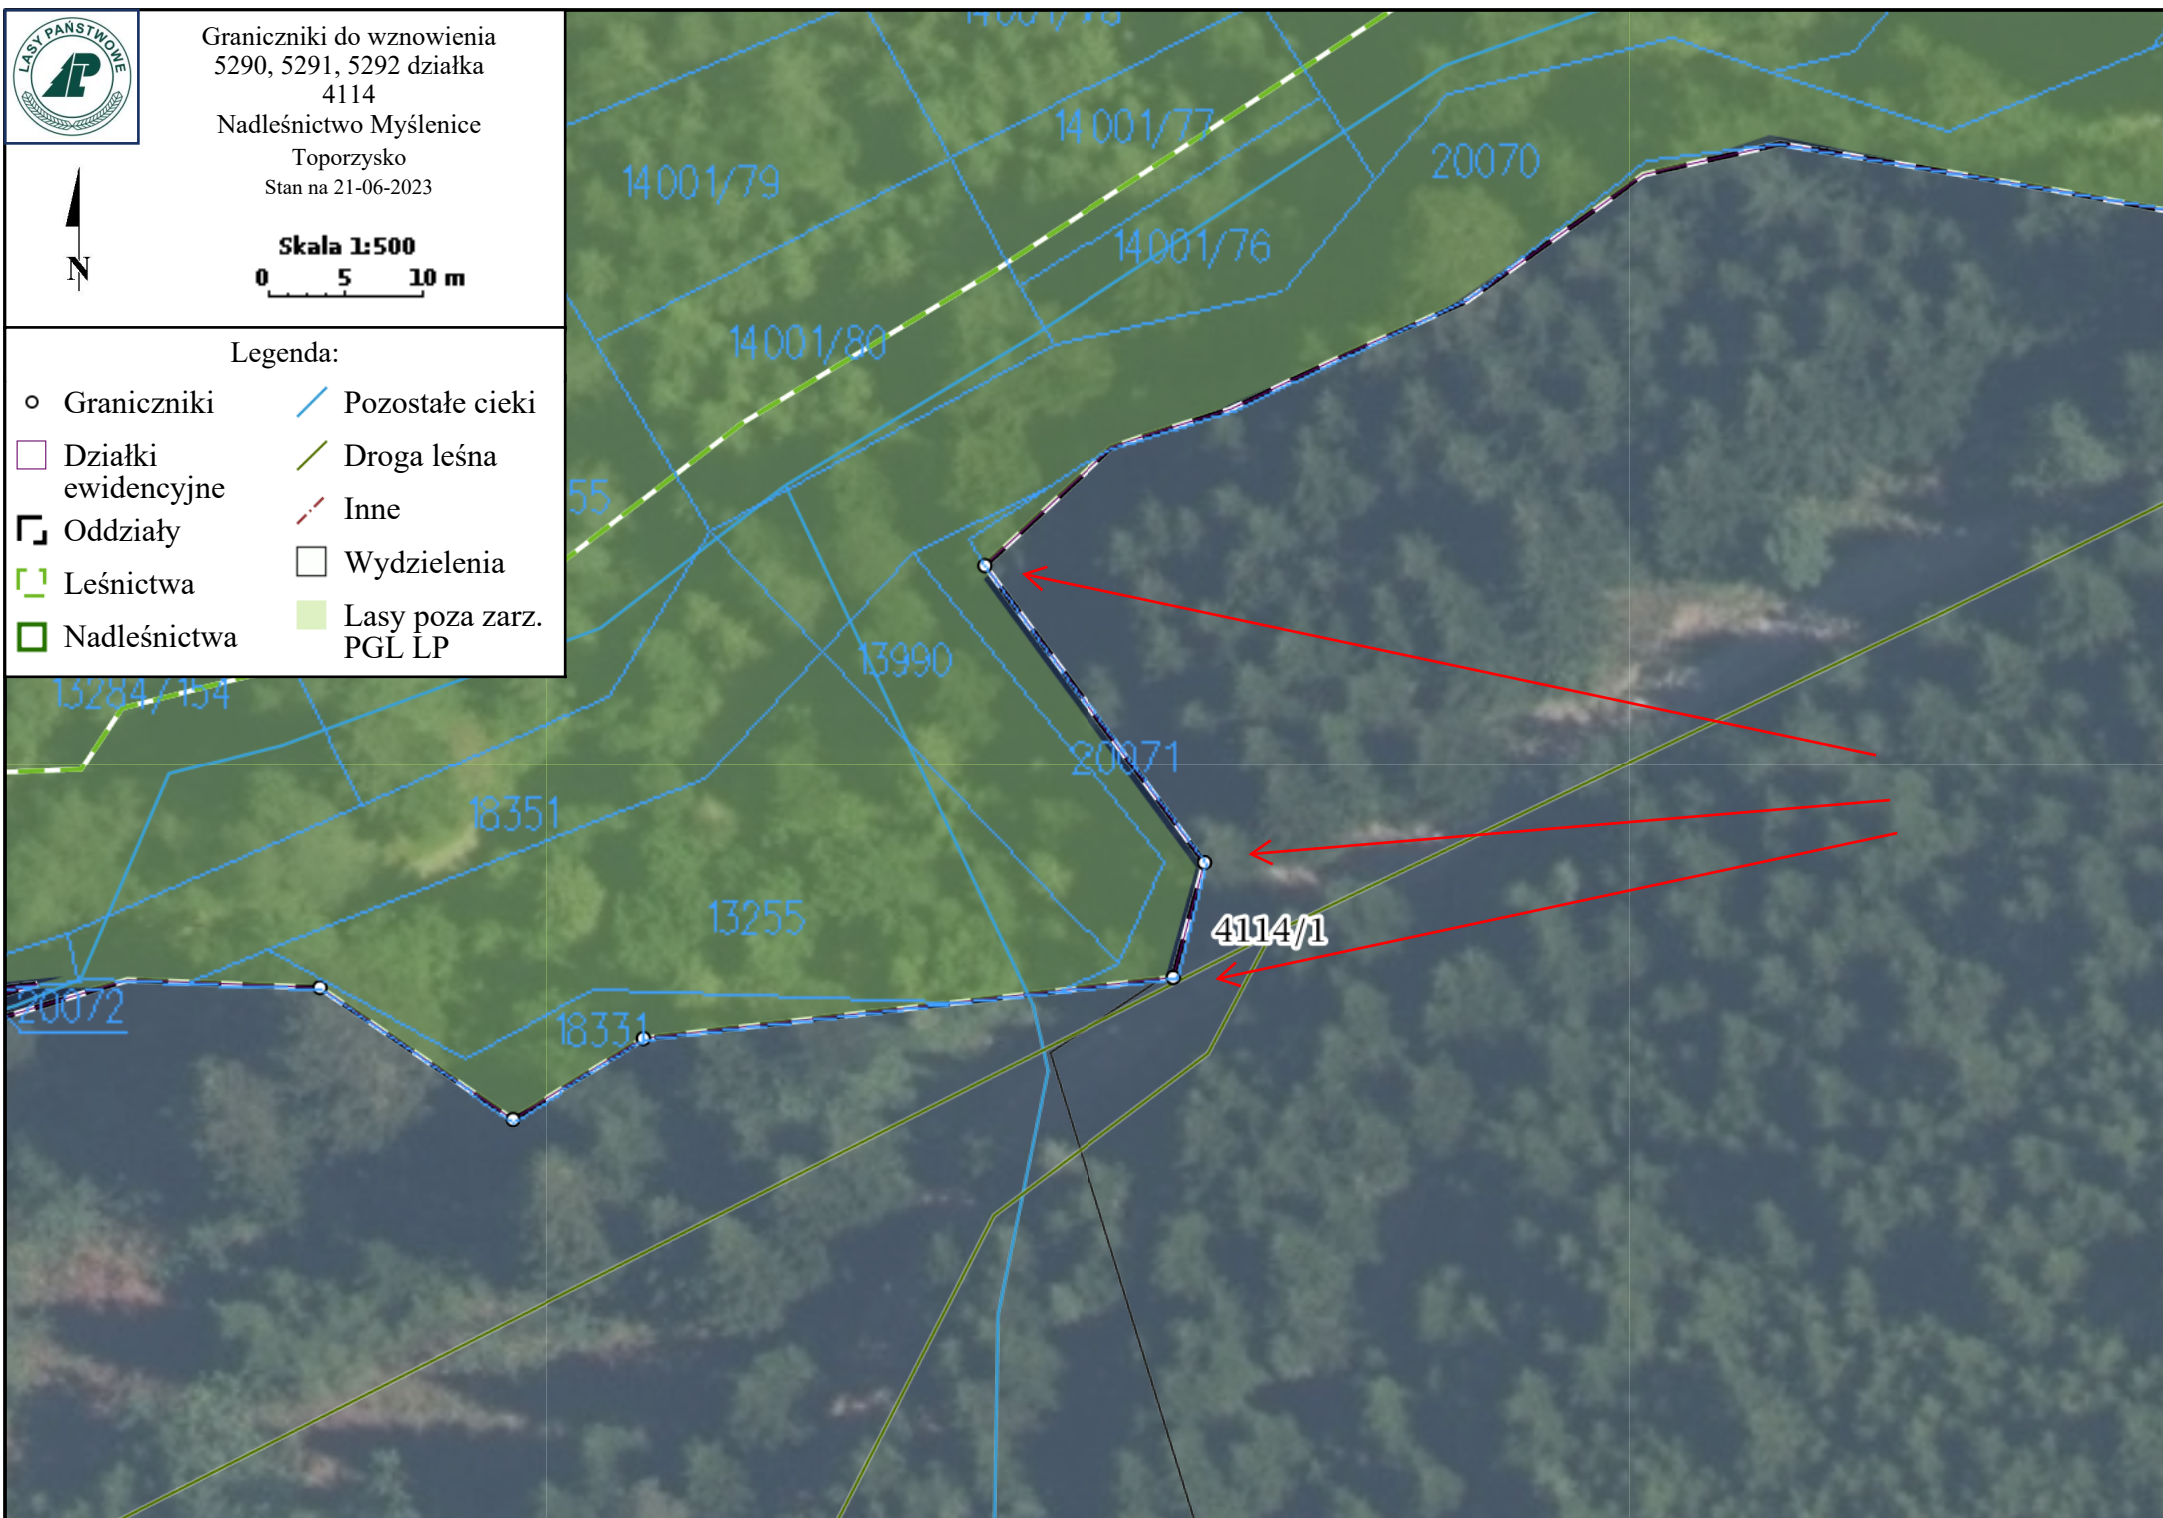 LASY PAŃSTWOWE
Graniczniki do wznowienia
5290, 5291, 5292 działka
4114
Nadleśnictwo Myślenice
Toporzysko
Stan na 21-06-2023
N
Skala 1:500
0 5 10 m
Legenda:
Graniczniki
Działki
ewidencyjne
Oddziały
Leśnictwa
Nadleśnictwa
Pozostałe cieki
Droga leśna
Inne
Wydzielenia
Lasy poza zarz.
PGL LP
14001/77
20070
14001/79
14001/76
14001/80
55
13990
13284/154
20071
18351
13255
4114/1
20072
18331